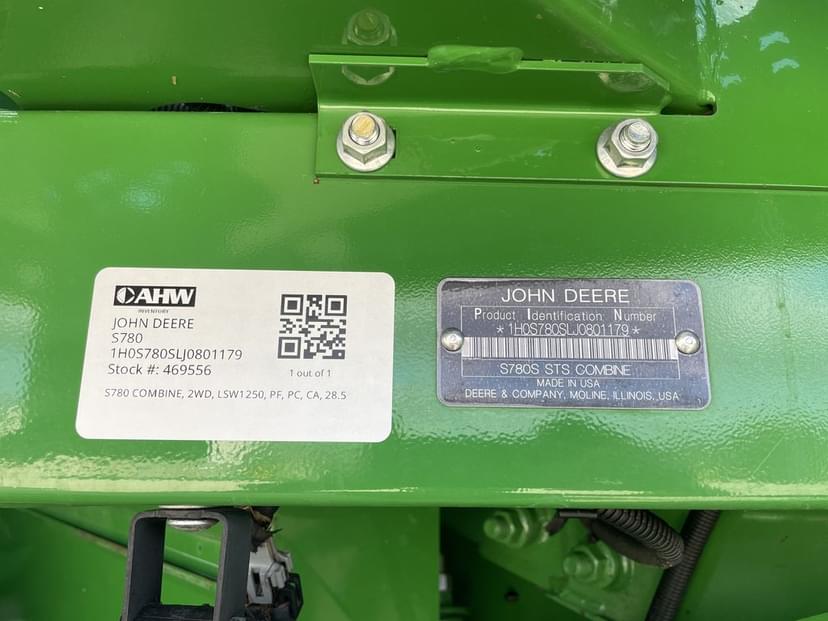 AHW
INVENTORY
JOHN DEERE
S780
1H0S780SLJ0801179
Stock #: 469556
1 out of 1
S780 COMBINE, 2WD, LSW1250, PF, PC, CA, 28.5
JOHN DEERE
Product Identification Number
*1H0S780SLJ0801179*
S780S STS COMBINE
MADE IN USA
DEERE & COMPANY, MOLINE, ILLINOIS, USA